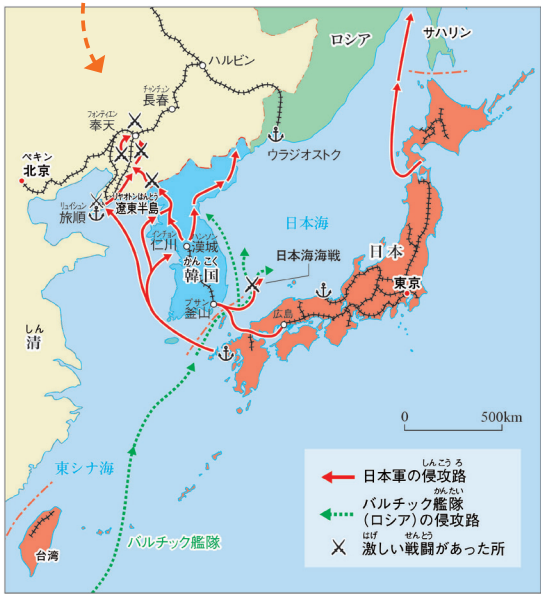 ロシア
サハリン
ハルビン
チャンチュン
長春
フォンティエン
奉天
ウラジオストク
ペキン
北京
リャオトンはんとう
遼東半島
リュイシュン
旅順
インチョン
仁川
ハンソン
漢城
日本海
日本海海戦
日本
かんこく
韓国
東京
プサン
釜山
広島
しん
清
0 500km
東シナ海
台湾
バルチック艦隊
しんこうろ
日本軍の侵攻路
かんたい
バルチック艦隊
(ロシア)の侵攻路
はげ せんとう
激しい戦闘があった所